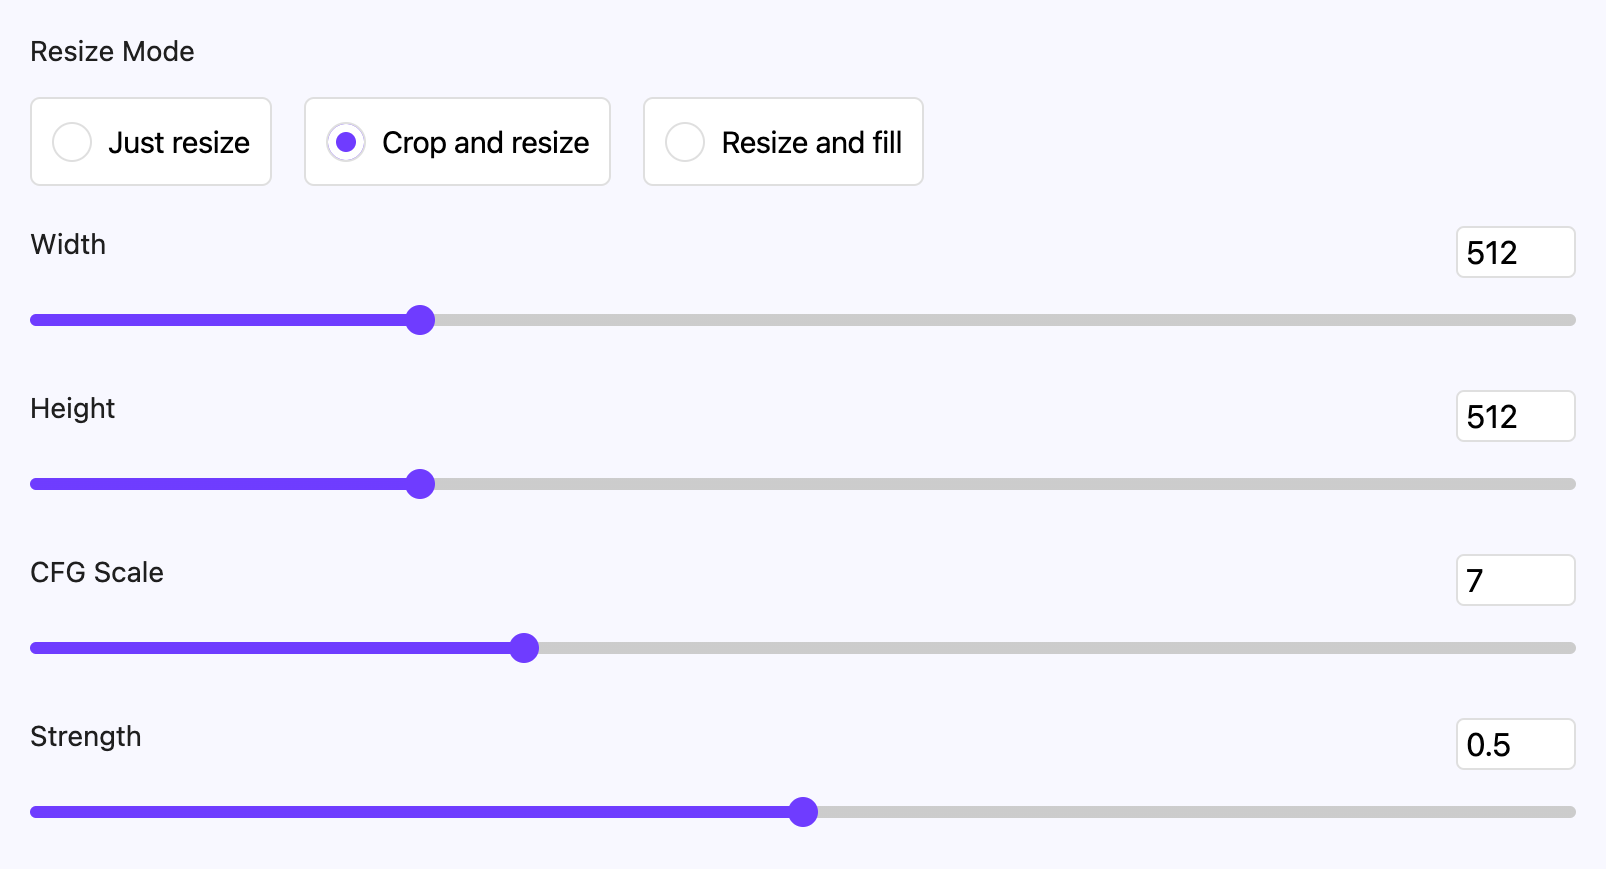 Resize Mode
Just resize
Crop and resize
Resize and fill
Width
512
Height
512
CFG Scale
7
Strength
0.5